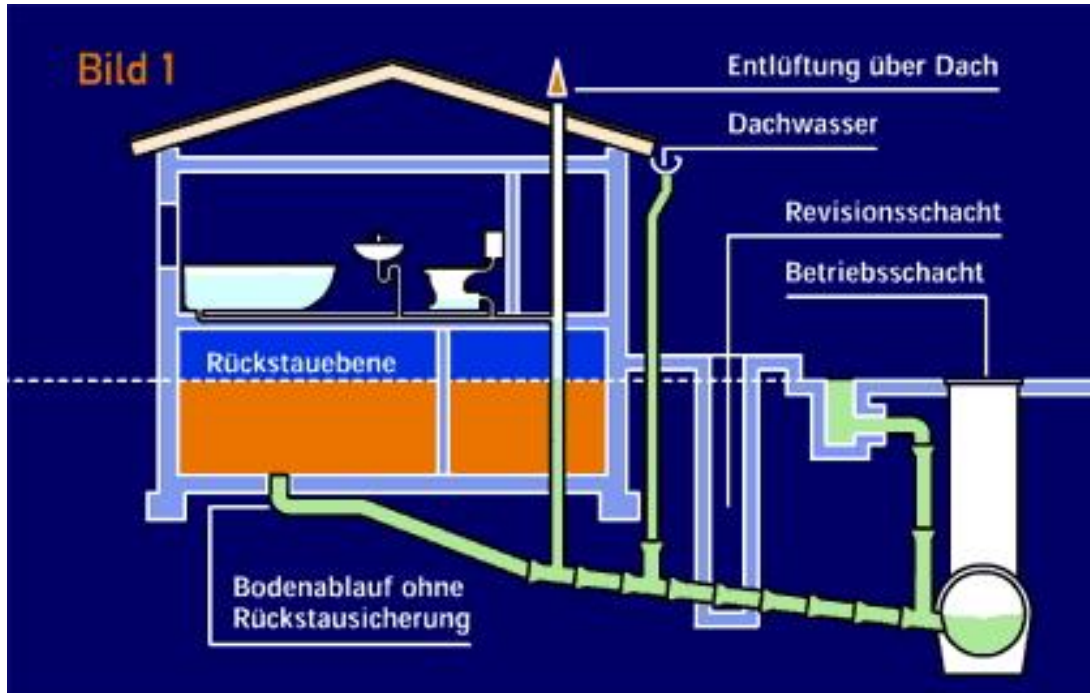 Bild 1
Entlüftung über Dach
Dachwasser
Revisionsschacht
Betriebsschacht
Rückstauebene
Bodenablauf ohne
Rückstausicherung